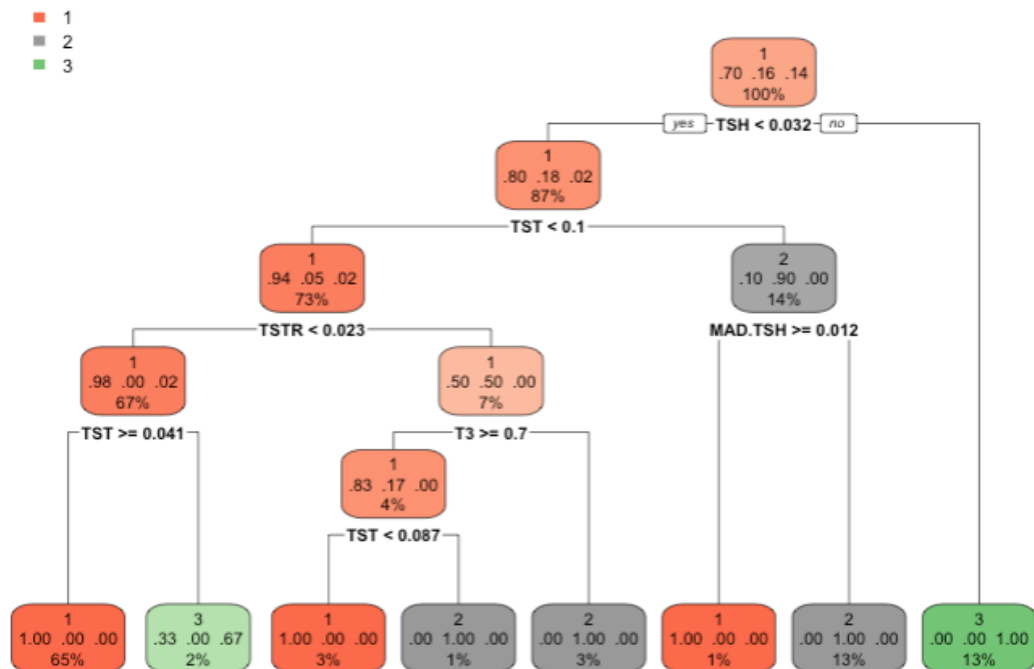 1
2
3
1
.70 .16 .14
100%
yes TSH < 0.032 no
1
.80 .18 .02
87%
TST < 0.1
1
.94 .05 .02
73%
2
.10 .90 .00
14%
TSTR < 0.023
MAD.TSH >= 0.012
1
.98 .00 .02
67%
1
.50 .50 .00
7%
TST >= 0.041
T3 >= 0.7
1
.83 .17 .00
4%
TST < 0.087
1
1.00 .00 .00
65%
3
.33 .00 .67
2%
1
1.00 .00 .00
3%
2
.00 1.00 .00
1%
2
.00 1.00 .00
3%
1
1.00 .00 .00
1%
2
.00 1.00 .00
13%
3
.00 .00 1.00
13%